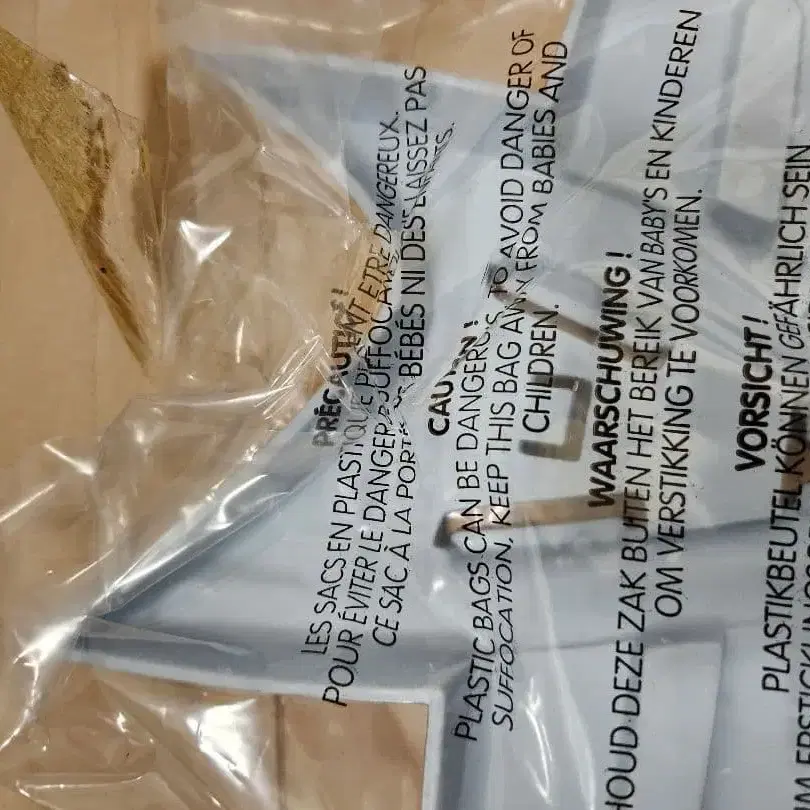 PRÉCAUTION !
LES SACS EN PLASTIQUE PEUVENT ETRE DANGEREUX.
POUR ÉVITER LE DANGER SUFFOCATION, NE
CE SAC À LA PORTÉE BÉBÉS NI DES LAISSEZ PAS
CAUTION !
PLASTIC BAGS CAN BE DANGEROUS. TO AVOID DANGER OF
SUFFOCATION, KEEP THIS BAG AWAY FROM BABIES AND
CHILDREN.
WAARSCHUWING !
HOUD DEZE ZAK BUITEN HET BEREIK VAN BABY'S EN KINDEREN
OM VERSTIKKING TE VOORKOMEN.
VORSICHT !
PLASTIKBEUTEL KÖNNEN GEFÄHRLICH SEIN